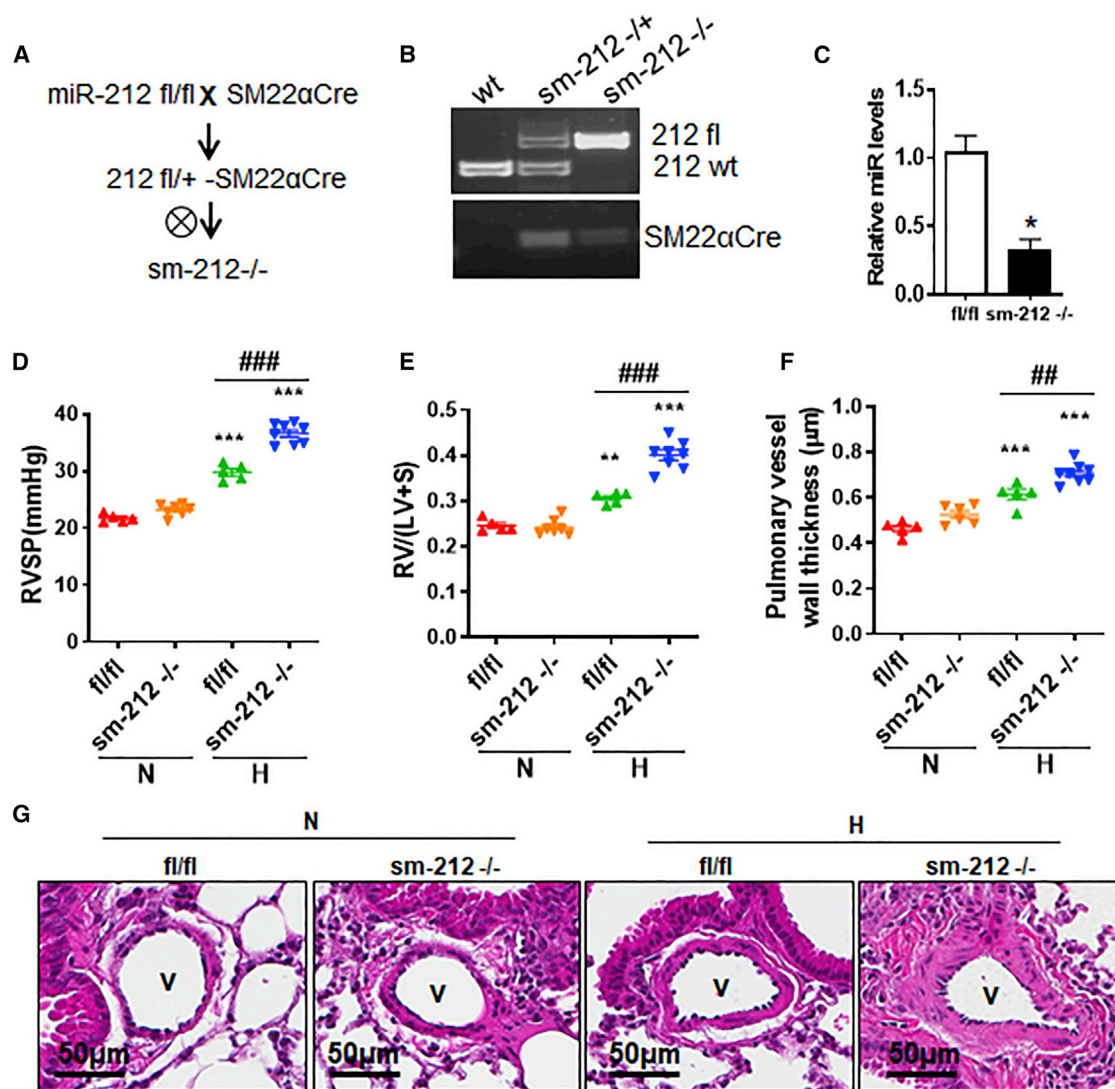 A
miR-212 fl/fl X SM22αCre
212 fl/+ -SM22αCre
sm-212-/-
B
wt
sm-212 -/+
sm-212 -/-
212 fl
212 wt
SM22αCre
C
Relative miR levels
1.5
1.0
0.5
0.0
*
fl/fl sm-212 -/-
D
RVSP(mmHg)
40
30
20
10
0
###
***
***
fl/fl
sm-212 -/-
fl/fl
sm-212 -/-
N
H
E
RV/(LV+S)
0.5
0.4
0.3
0.2
0.1
0.0
###
***
**
fl/fl
sm-212 -/-
fl/fl
sm-212 -/-
N
H
F
Pulmonary vessel
wall thickness (μm)
1.0
0.8
0.6
0.4
0.2
0.0
##
***
***
fl/fl
sm-212 -/-
fl/fl
sm-212 -/-
N
H
G
N
H
fl/fl
sm-212 -/-
fl/fl
sm-212 -/-
V
V
V
V
50μm
50μm
50μm
50μm